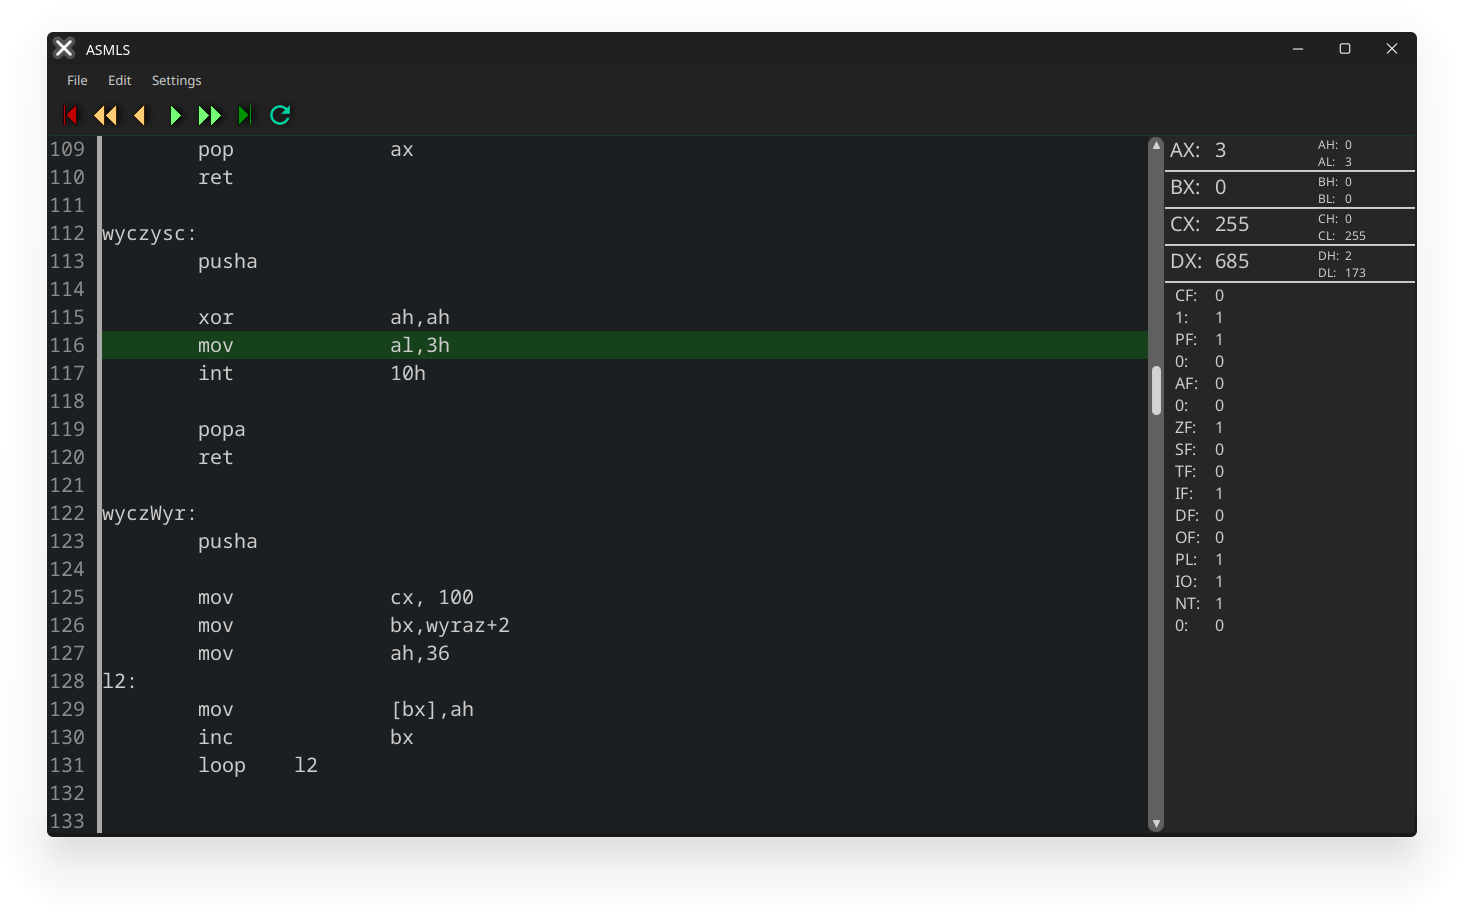 ASMLS
File Edit Settings
109 pop ax
110 ret
111
112 wyczysc:
113 pusha
114
115 xor ah,ah
116 mov al,3h
117 int 10h
118
119 popa
120 ret
121
122 wyczWyr:
123 pusha
124
125 mov cx, 100
126 mov bx,wyraz+2
127 mov ah,36
128 l2:
129 mov [bx],ah
130 inc bx
131 loop l2
132
133
AX: 3
AH: 0
AL: 3
BX: 0
BH: 0
BL: 0
CX: 255
CH: 0
CL: 255
DX: 685
DH: 2
DL: 173
CF: 0
1: 1
PF: 1
0: 0
AF: 0
0: 0
ZF: 1
SF: 0
TF: 0
IF: 1
DF: 0
OF: 0
PL: 1
IO: 1
NT: 1
0: 0